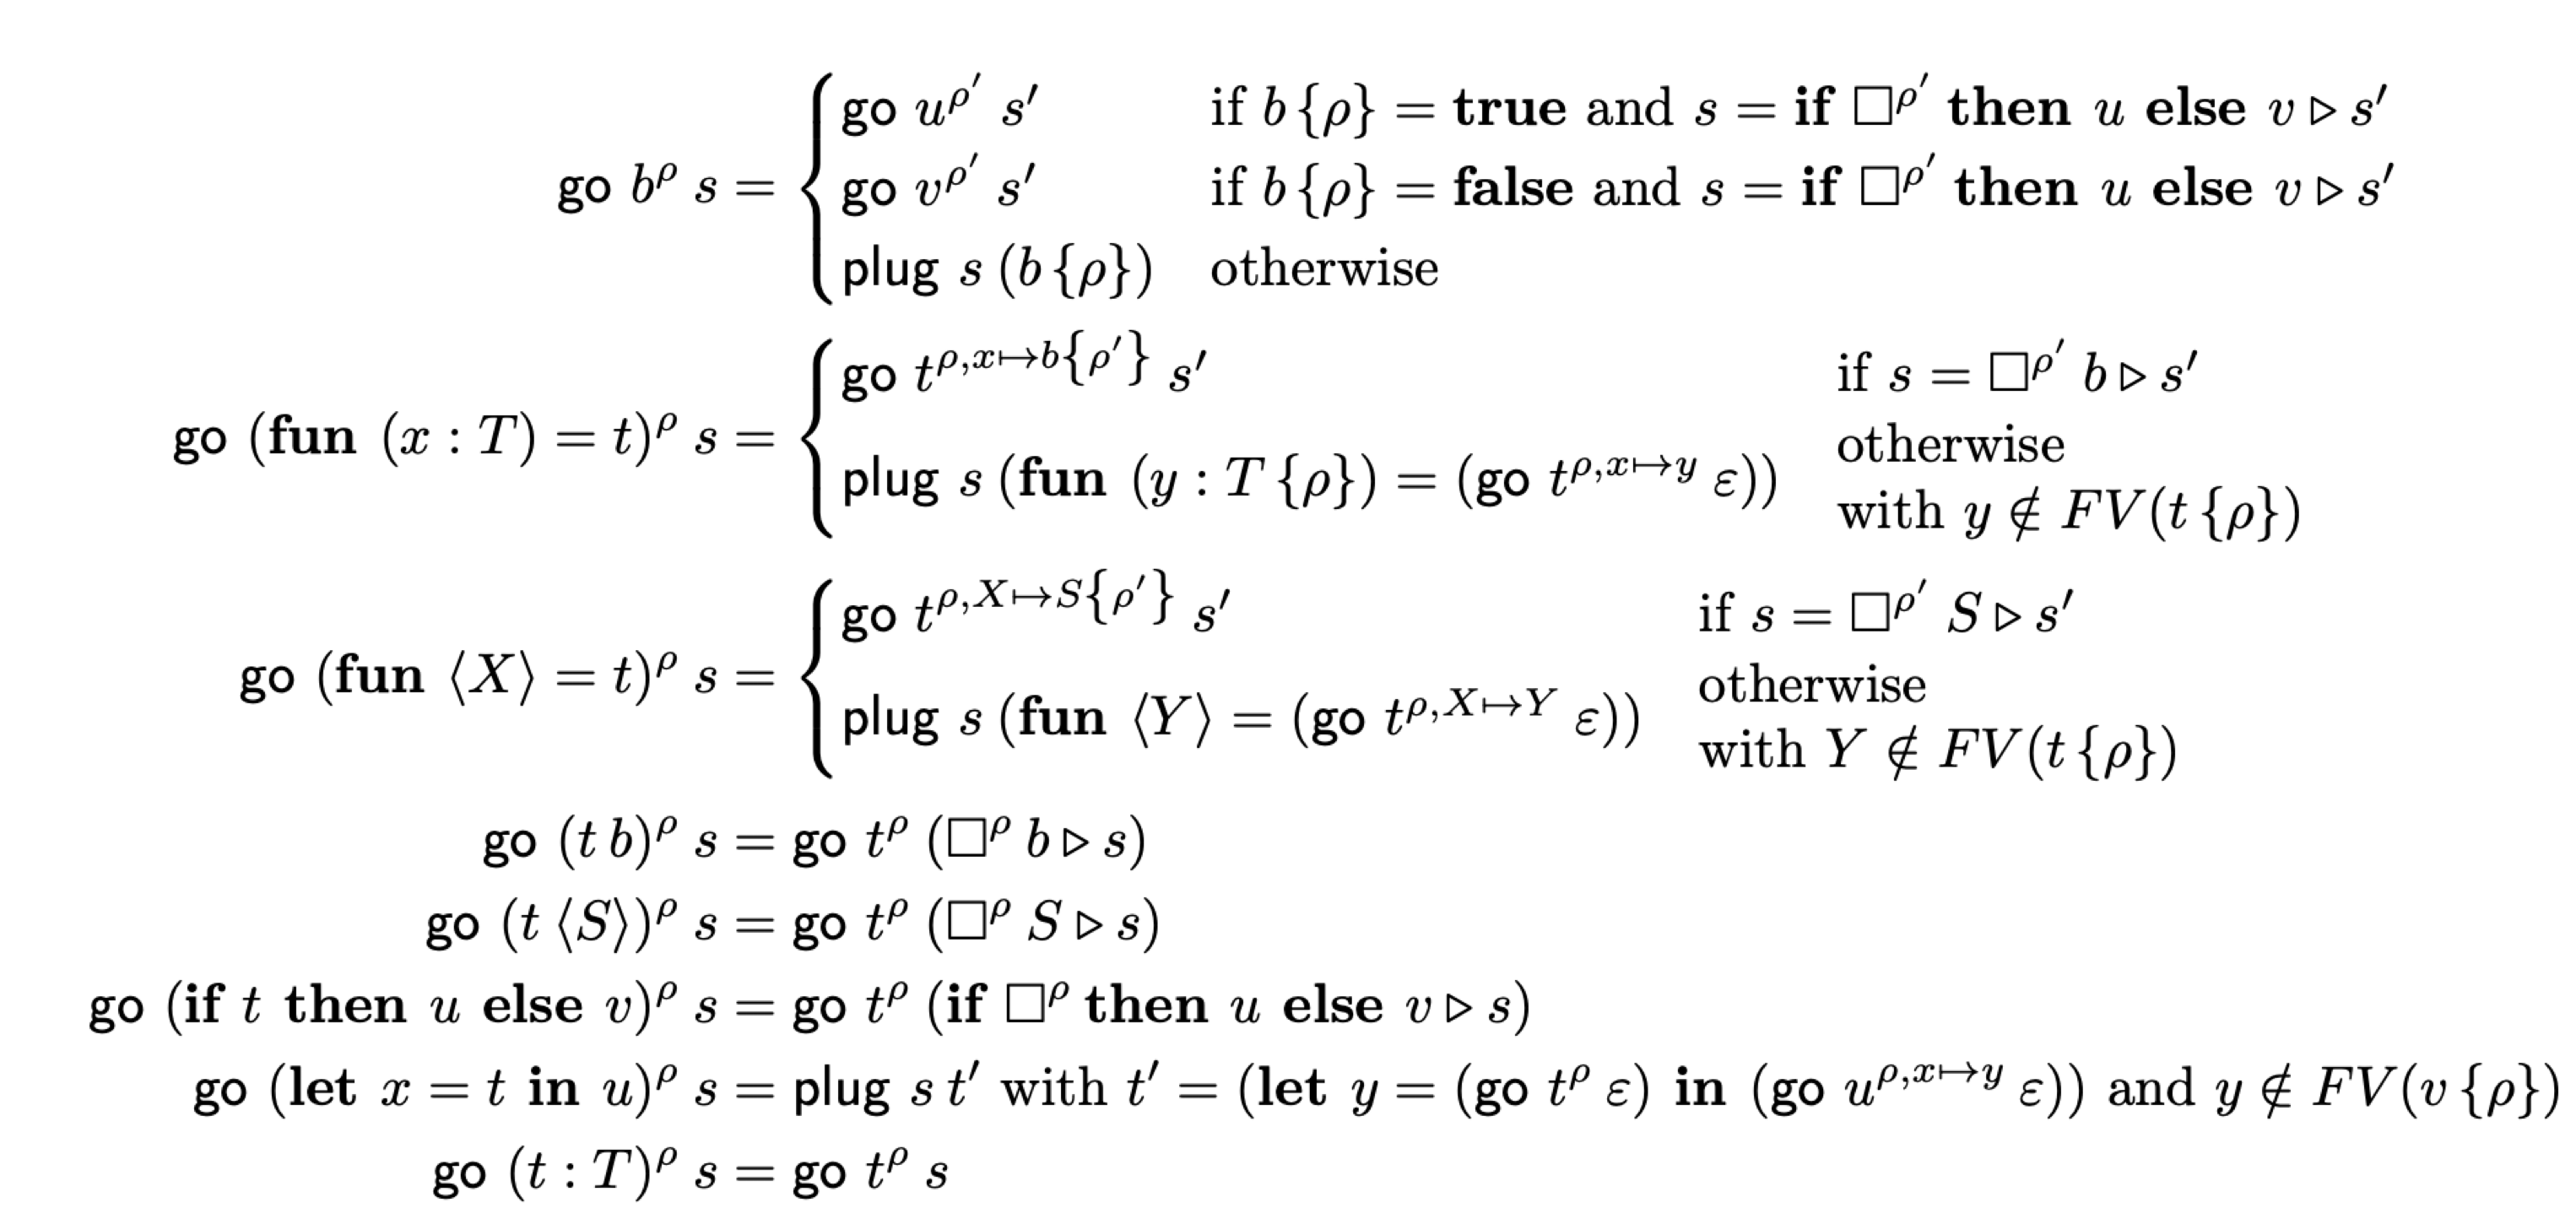 go u^ρ′ s′ if b {ρ} = true and s = if □^ρ′ then u else v ▷ s′
go b^ρ s = { go v^ρ′ s′ if b {ρ} = false and s = if □^ρ′ then u else v ▷ s′
plug s (b {ρ}) otherwise
go t^ρ,x↦b{ρ′} s′ if s = □^ρ′ b ▷ s′
go (fun (x : T) = t)^ρ s = { otherwise
plug s (fun (y : T {ρ}) = (go t^ρ,x↦y ε)) with y ∉ FV(t {ρ})
go t^ρ,X↦S{ρ′} s′ if s = □^ρ′ S ▷ s′
go (fun ⟨X⟩ = t)^ρ s = { otherwise
plug s (fun ⟨Y⟩ = (go t^ρ,X↦Y ε)) with Y ∉ FV(t {ρ})
go (t b)^ρ s = go t^ρ (□^ρ b ▷ s)
go (t ⟨S⟩)^ρ s = go t^ρ (□^ρ S ▷ s)
go (if t then u else v)^ρ s = go t^ρ (if □^ρ then u else v ▷ s)
go (let x = t in u)^ρ s = plug s t′ with t′ = (let y = (go t^ρ ε) in (go u^ρ,x↦y ε)) and y ∉ FV(v {ρ})
go (t : T)^ρ s = go t^ρ s